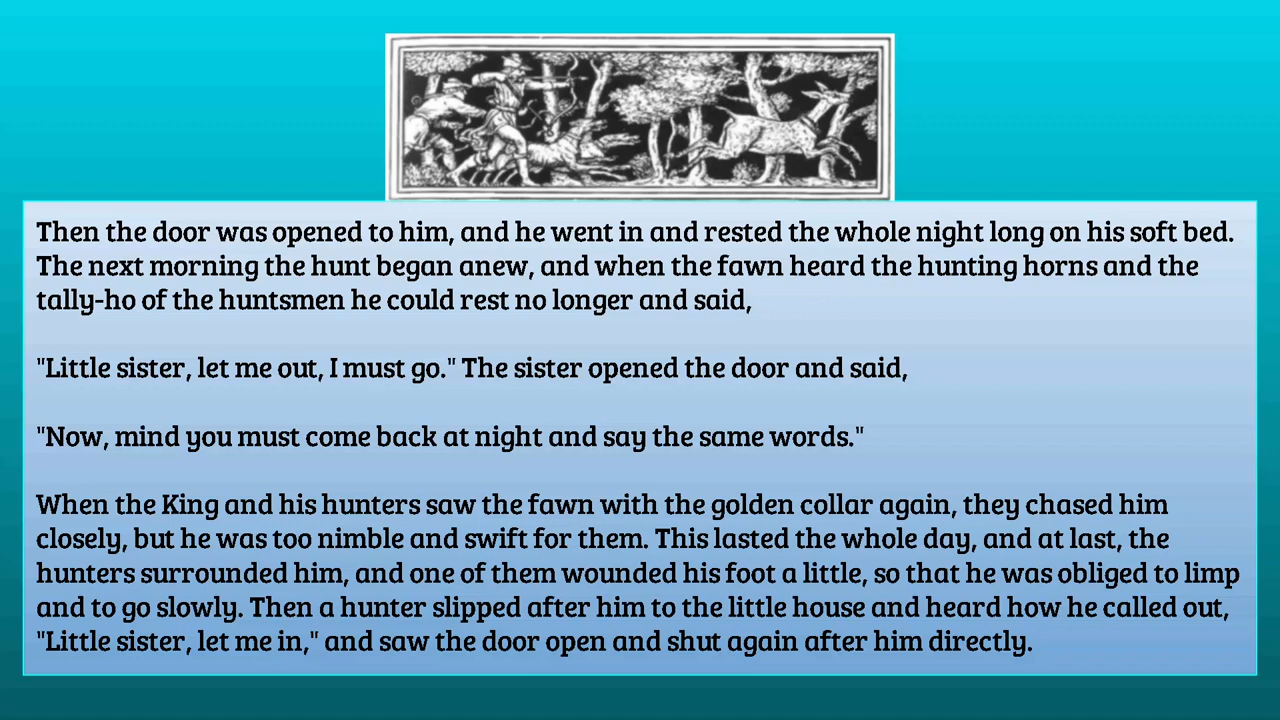 Then the door was opened to him, and he went in and rested the whole night long on his soft bed.
The next morning the hunt began anew, and when the fawn heard the hunting horns and the
tally-ho of the huntsmen he could rest no longer and said,
"Little sister, let me out, I must go." The sister opened the door and said,
"Now, mind you must come back at night and say the same words."
When the King and his hunters saw the fawn with the golden collar again, they chased him
closely, but he was too nimble and swift for them. This lasted the whole day, and at last, the
hunters surrounded him, and one of them wounded his foot a little, so that he was obliged to limp
and to go slowly. Then a hunter slipped after him to the little house and heard how he called out,
"Little sister, let me in," and saw the door open and shut again after him directly.